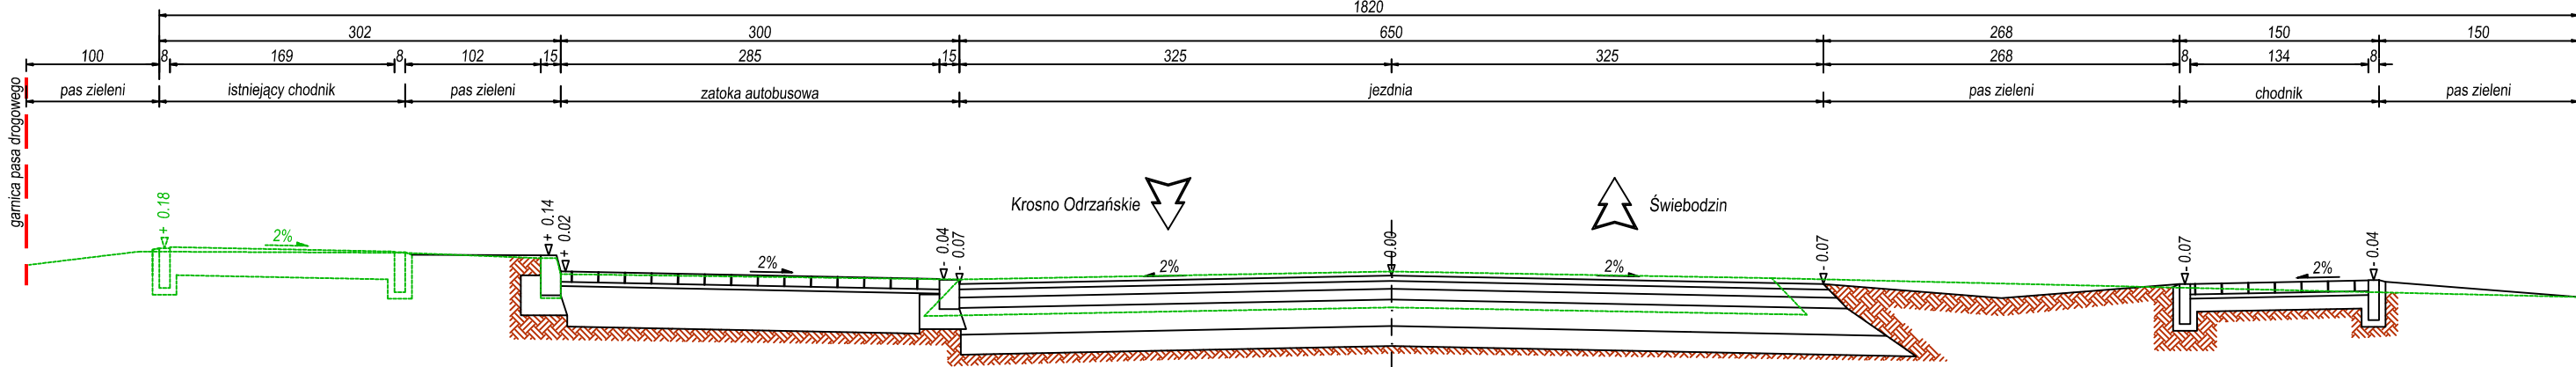 1820
302 300 650 268 150 150
100 8 169 8 102 15 285 15 325 325 268 8 134 8
garnica pasa drogowego
pas zieleni istniejący chodnik pas zieleni zatoka autobusowa jezdnia pas zieleni chodnik pas zieleni
Krosno Odrzańskie Świebodzin
+ 0.18 + 0.14 + 0.02 - 0.04 - 0.07 0.00 - 0.07 - 0.07 - 0.04
2% 2% 2% 2% 2%